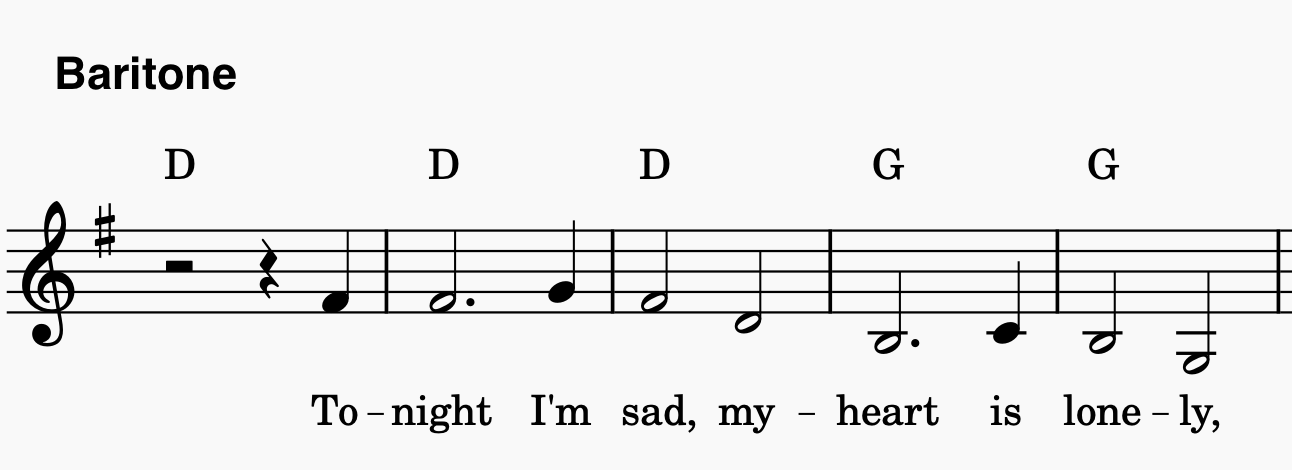 Baritone
D D D G G
To – night I'm sad, my – heart is lone – ly,